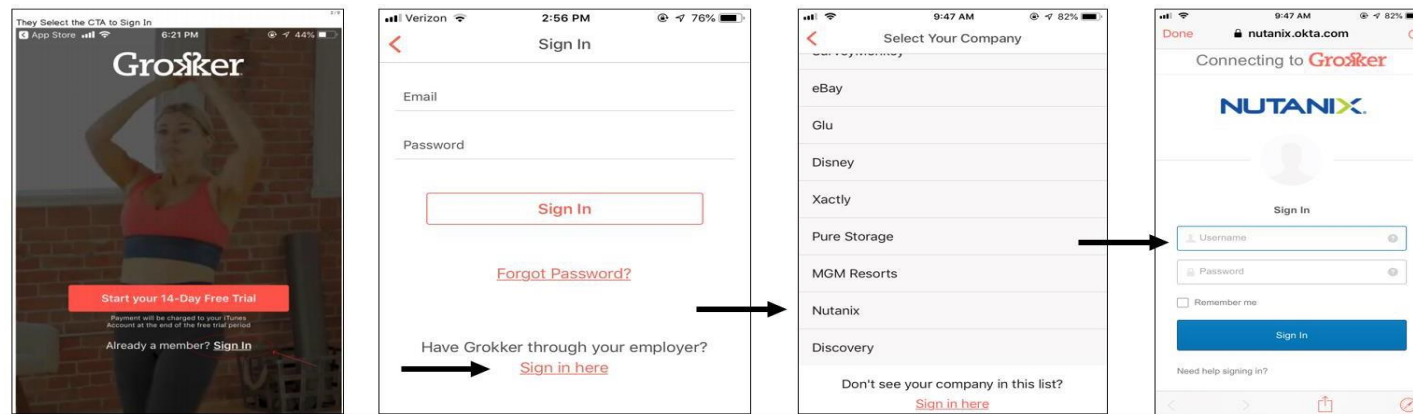 They Select the CTA to Sign In
App Store
6:21 PM
44%
Grokker
Start your 14-Day Free Trial
Payment will be charged to your iTunes
Account at the end of the free trial period
Already a member? Sign In
Verizon
2:56 PM
76%
Sign In
Email
Password
Sign In
Forgot Password?
Have Grokker through your employer?
Sign in here
9:47 AM
82%
Select Your Company
SurveyMonkey
eBay
Glu
Disney
Xactly
Pure Storage
MGM Resorts
Nutanix
Discovery
Don't see your company in this list?
Sign in here
9:47 AM
82%
Done
nutanix.okta.com
Connecting to Grokker
NUTANIX.
Sign In
Username
Password
Remember me
Sign In
Need help signing in?